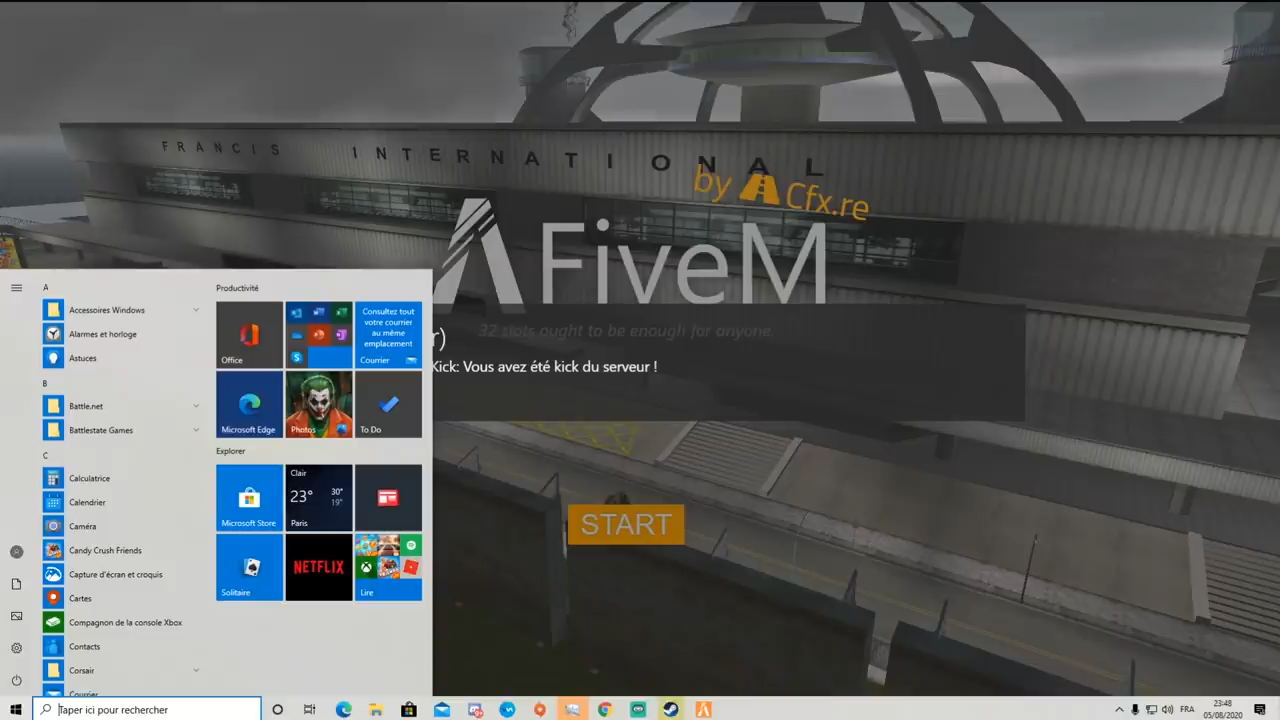 FRANCIS INTERNATIONAL
by Cfx.re
FiveM
32 slots ought to be enough for anyone.
r)
Kick: Vous avez été kick du serveur !
START
A
Accessoires Windows
Alarmes et horloge
Astuces
B
Battle.net
Battlestate Games
C
Calculatrice
Calendrier
Caméra
Candy Crush Friends
Capture d'écran et croquis
Cartes
Compagnon de la console Xbox
Contacts
Corsair
Courrier
Productivité
Office
Consultez tout
votre courrier
au même
emplacement
Courrier
Microsoft Edge
Photos
To Do
Explorer
Microsoft Store
Clair
23° 30°
19°
Paris
Solitaire
NETFLIX
Lire
Taper ici pour rechercher
FRA
23:48
05/08/2020